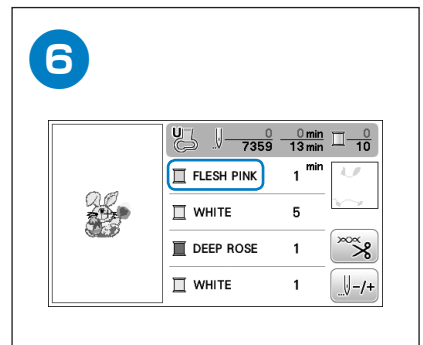 6
U 0 0 min 0
7359 13 min 10
FLESH PINK 1 min
WHITE 5
DEEP ROSE 1
WHITE 1
-/+